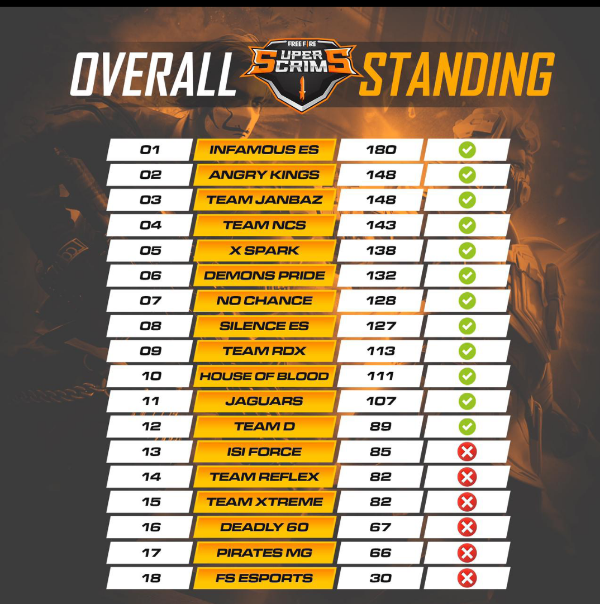 FREE FIRE
OVERALL SUPER SCRIMS STANDING
01 INFAMOUS ES 180
02 ANGRY KINGS 148
03 TEAM JANBAZ 148
04 TEAM NCS 143
05 X SPARK 138
06 DEMONS PRIDE 132
07 NO CHANCE 128
08 SILENCE ES 127
09 TEAM RDX 113
10 HOUSE OF BLOOD 111
11 JAGUARS 107
12 TEAM D 89
13 ISI FORCE 85
14 TEAM REFLEX 82
15 TEAM XTREME 82
16 DEADLY 60 67
17 PIRATES MG 66
18 FS ESPORTS 30